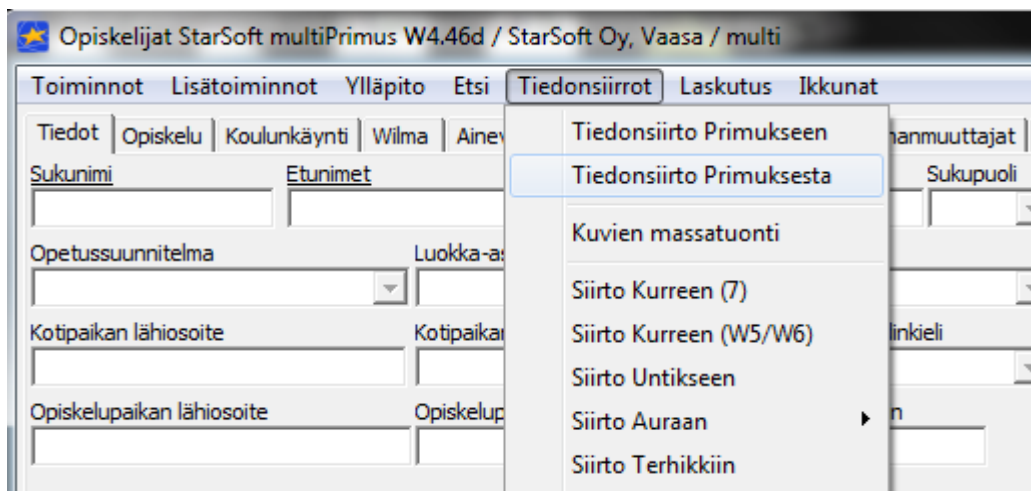 Opiskelijat StarSoft multiPrimus W4.46d / StarSoft Oy, Vaasa / multi
Toiminnot Lisätoiminnot Ylläpito Etsi Tiedonsiirrot Laskutus Ikkunat
Tiedot Opiskelu Koulunkäynti Wilma
Sukunimi Etunimet Sukupuoli
Opetussuunnitelma
Kotipaikan lähiosoite
Opiskelupaikan lähiosoite
Tiedonsiirto Primukseen
Tiedonsiirto Primuksesta
Kuvien massatuonti
Siirto Kurreen (7)
Siirto Kurreen (W5/W6)
Siirto Untikseen
Siirto Auraan
Siirto Terhikkiin